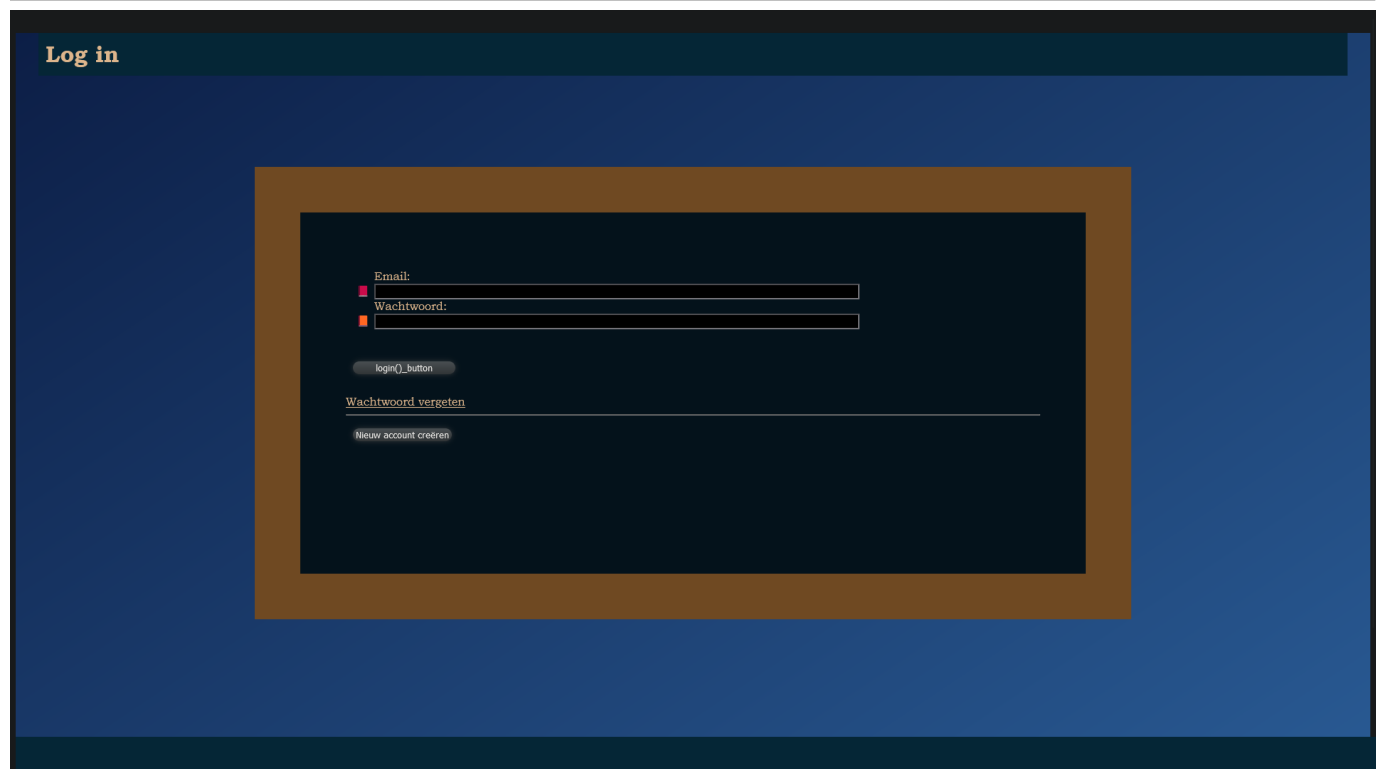 Log in
Email:
Wachtwoord:
login()_button
Wachtwoord vergeten
Nieuw account creëren